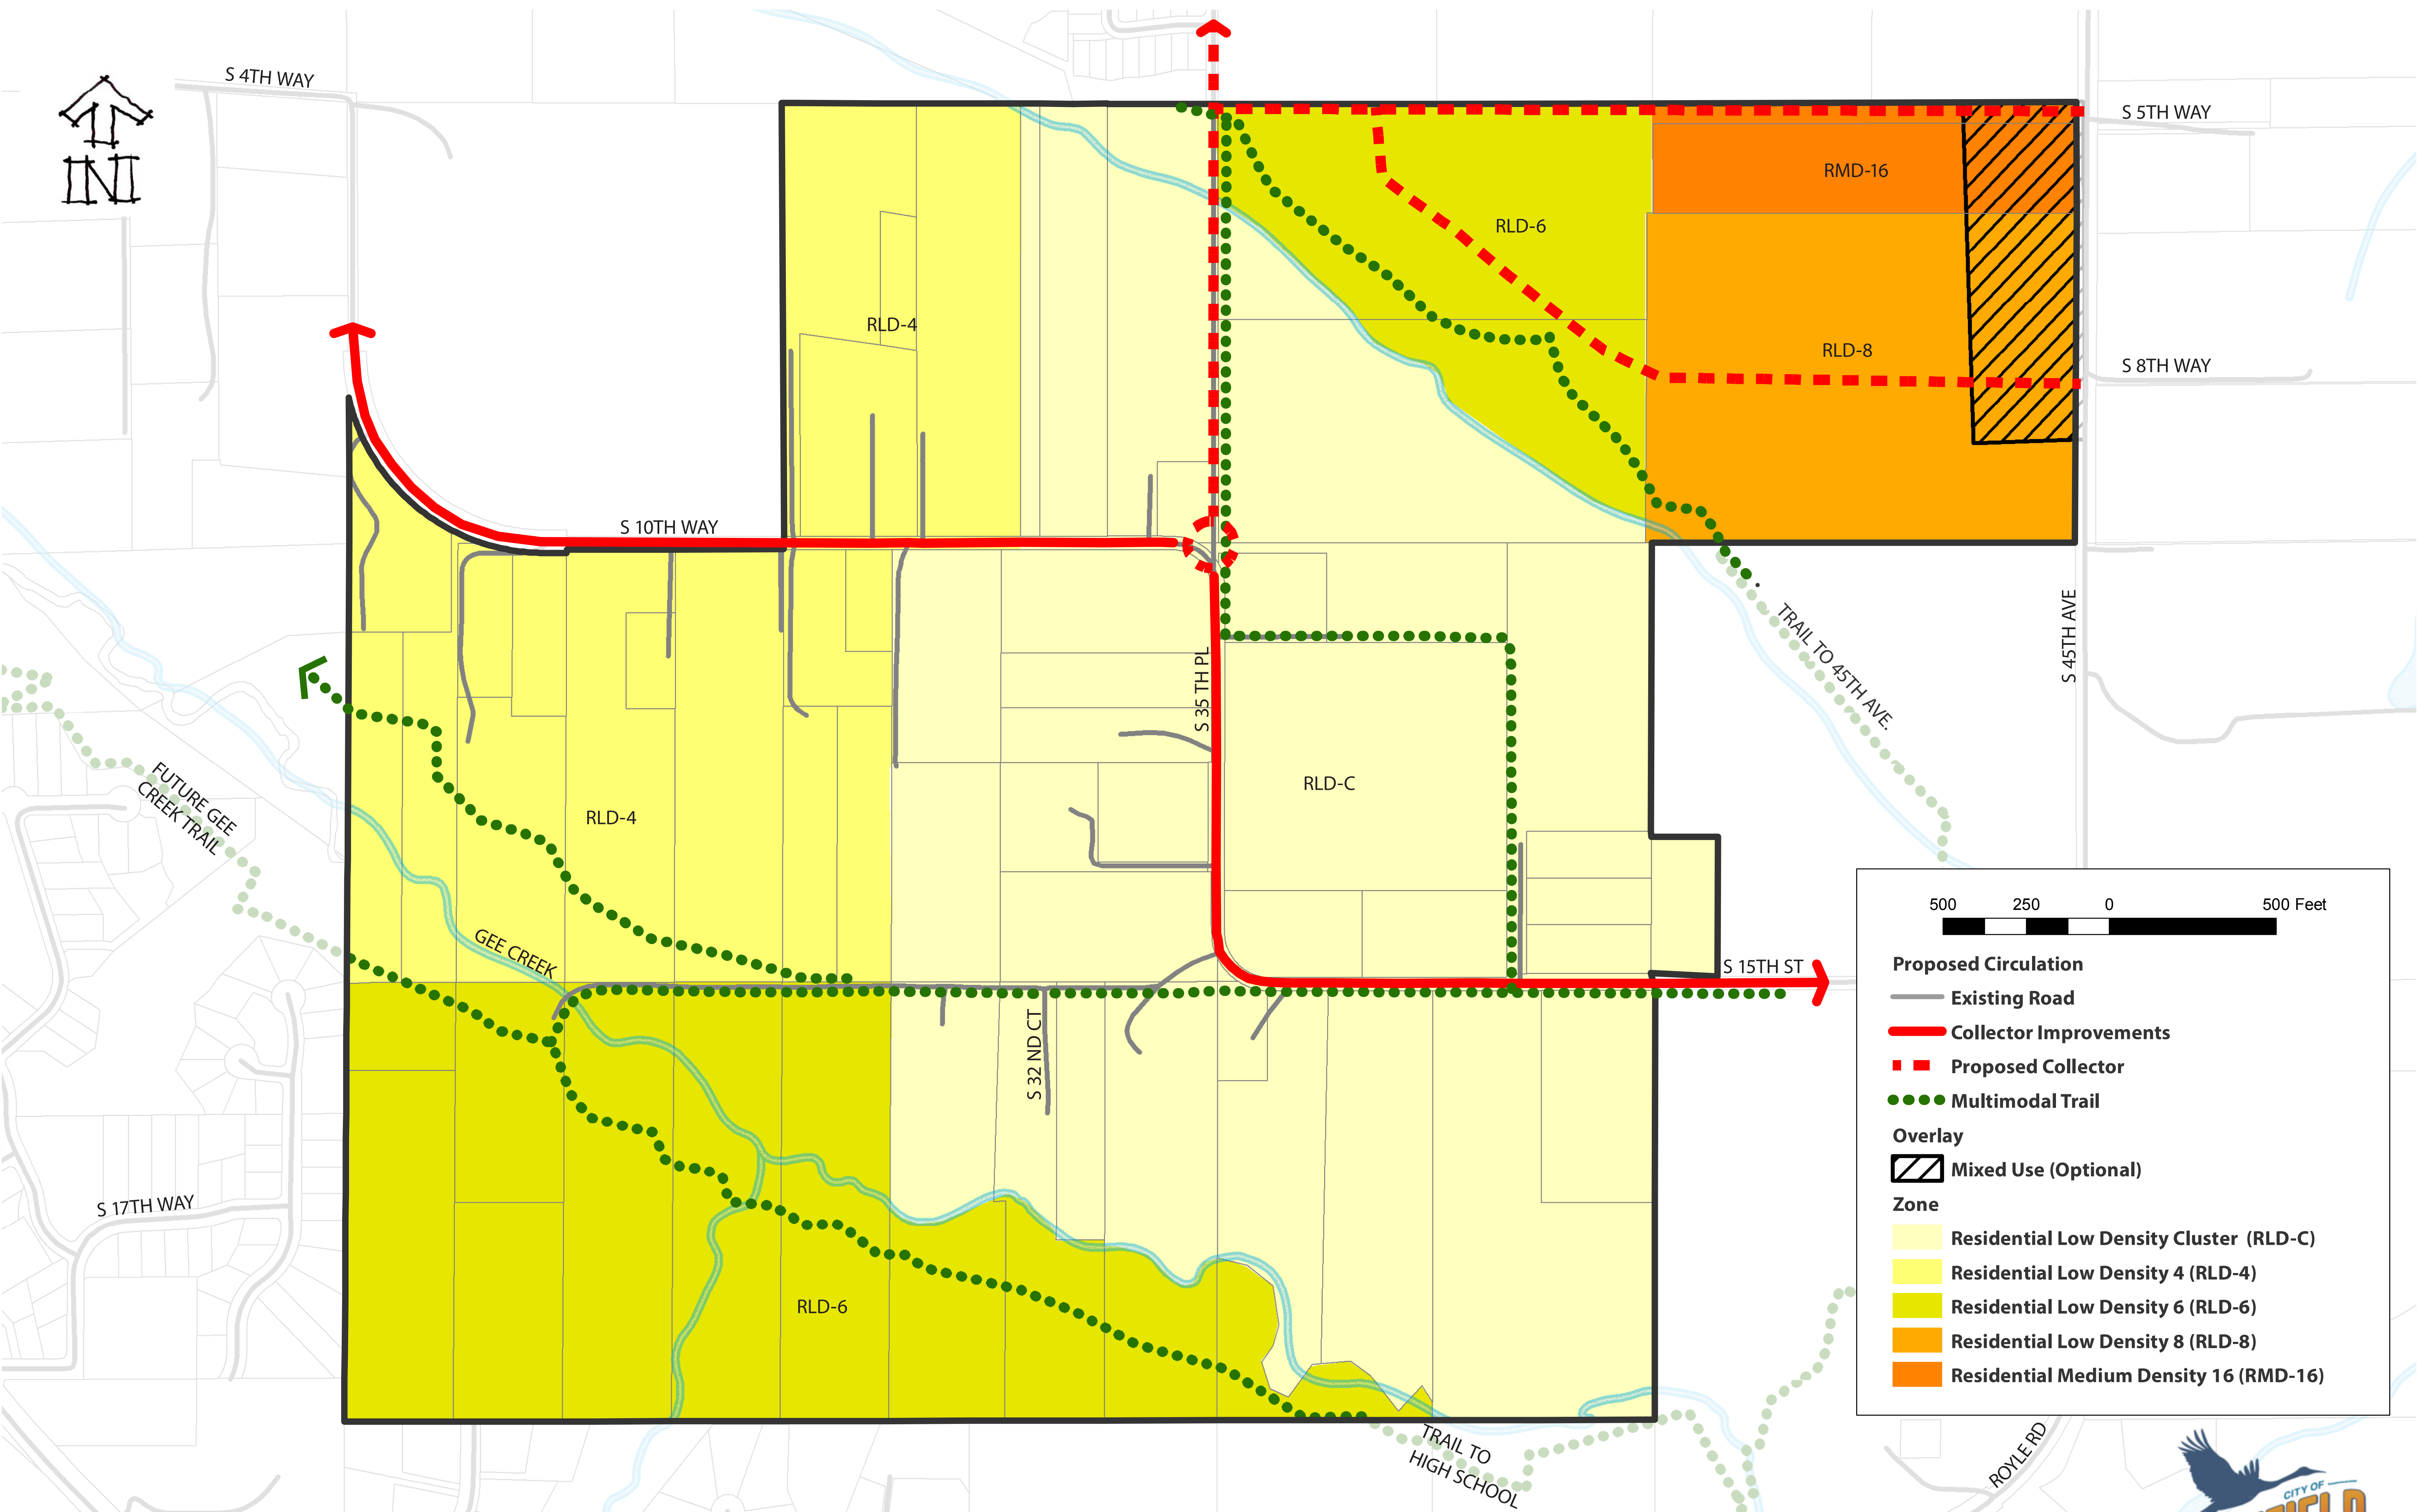 S 4TH WAY
N
S 5TH WAY
RMD-16
RLD-6
RLD-4
RLD-8
S 8TH WAY
S 10TH WAY
S 45TH AVE
TRAIL TO 45TH AVE.
S 35 TH PL
RLD-C
FUTURE GEE
CREEK TRAIL
RLD-4
GEE CREEK
S 15TH ST
S 32 ND CT
S 17TH WAY
RLD-6
TRAIL TO
HIGH SCHOOL
ROYLE RD
500 250 0 500 Feet
Proposed Circulation
Existing Road
Collector Improvements
Proposed Collector
Multimodal Trail
Overlay
Mixed Use (Optional)
Zone
Residential Low Density Cluster (RLD-C)
Residential Low Density 4 (RLD-4)
Residential Low Density 6 (RLD-6)
Residential Low Density 8 (RLD-8)
Residential Medium Density 16 (RMD-16)
CITY OF